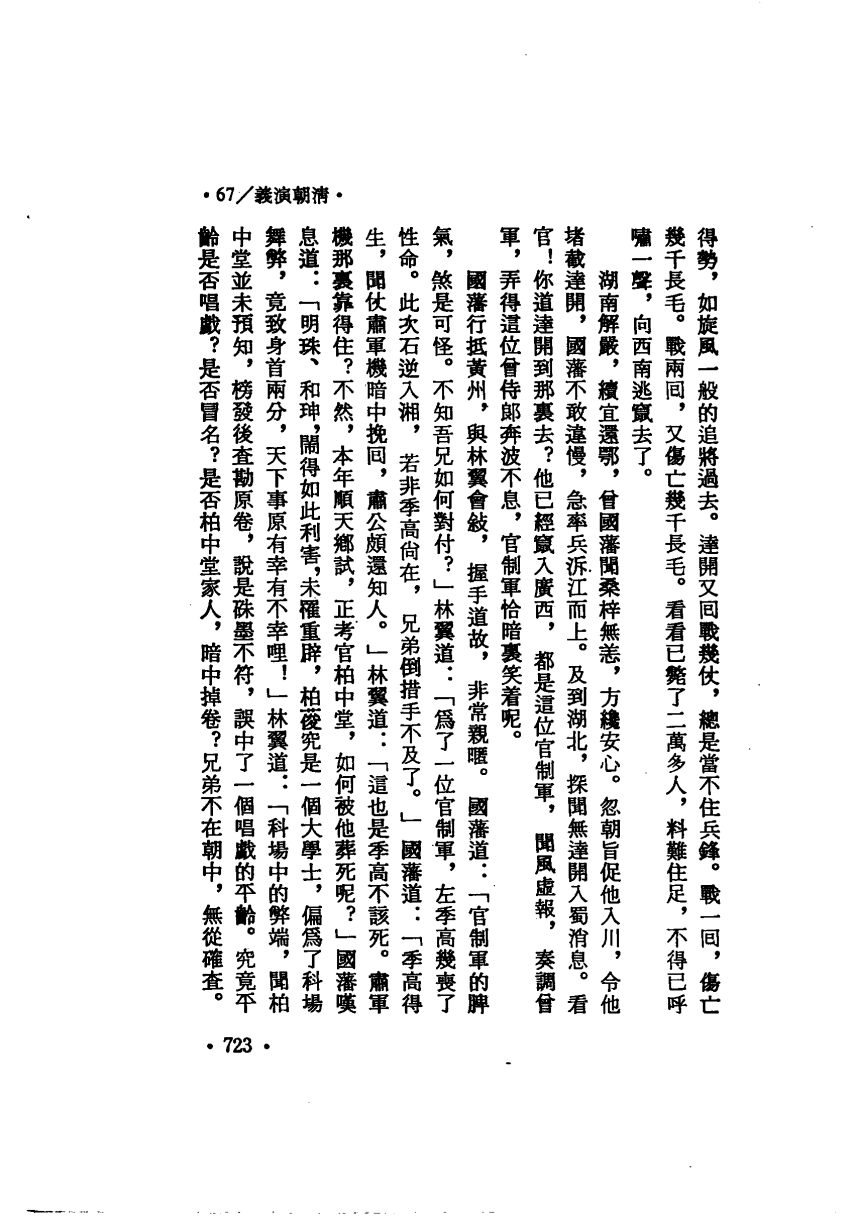 •67/義演朝清•
得勢，如旋風一般的追將過去。達開又回戰幾仗，總是當不住兵鋒。戰一回，傷亡
幾千長毛。戰兩回，又傷亡幾千長毛。看看已斃了二萬多人，料難住足，不得已呼
嘯一聲，向西南逃竄去了。
湖南解嚴，續宜還鄂，曾國藩聞桑梓無恙，方纔安心。忽朝旨促他入川，令他
堵截達開，國藩不敢違慢，急率兵泝江而上。及到湖北，探聞無達開入蜀消息。看
官！你道達開到那裏去？他已經竄入廣西，都是這位官制軍，聞風虛報，奏調曾
軍，弄得這位曾侍郎奔波不息，官制軍恰暗裏笑着呢。
國藩行抵黃州，與林翼會敍，握手道故，非常親暱。國藩道：「官制軍的脾
氣，煞是可怪。不知吾兄如何對付？」林翼道：「爲了一位官制軍，左季高幾喪了
性命。此次石逆入湘，若非季高尙在，兄弟倒措手不及了。」國藩道：「季高得
生，聞仗肅軍機暗中挽回，肅公頗還知人。」林翼道：「這也是季高不該死。肅軍
機那裏靠得住？不然，本年順天鄉試，正考官柏中堂，如何被他葬死呢？」國藩嘆
息道：「明珠、和珅，鬧得如此利害，未罹重辟，柏葰究是一個大學士，偏爲了科場
舞弊，竟致身首兩分，天下事原有幸有不幸哩！」林翼道：「科場中的弊端，聞柏
中堂並未預知，榜發後查勘原卷，說是硃墨不符，誤中了一個唱戲的平齡。究竟平
齡是否唱戲？是否冒名？是否柏中堂家人，暗中掉卷？兄弟不在朝中，無從確查。
•723•